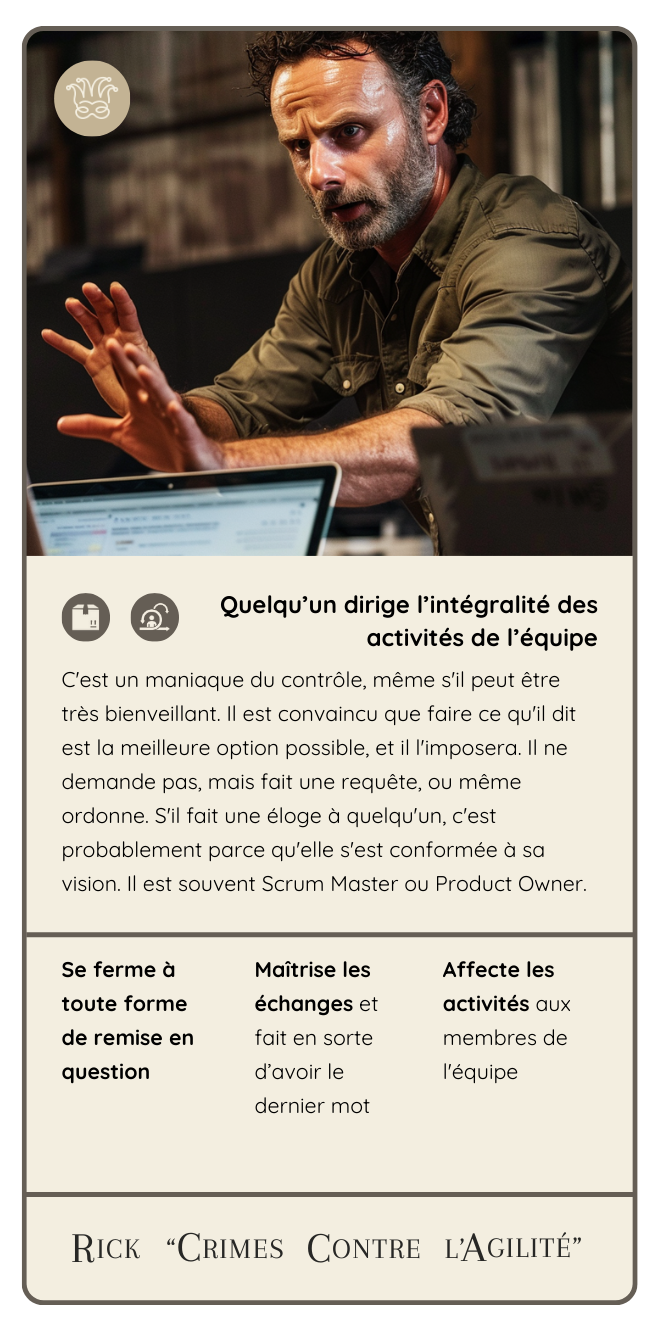 Quelqu’un dirige l’intégralité des
activités de l’équipe
C'est un maniaque du contrôle, même s'il peut être
très bienveillant. Il est convaincu que faire ce qu'il dit
est la meilleure option possible, et il l'imposera. Il ne
demande pas, mais fait une requête, ou même
ordonne. S'il fait une éloge à quelqu'un, c'est
probablement parce qu'elle s'est conformée à sa
vision. Il est souvent Scrum Master ou Product Owner.
Se ferme à
toute forme
de remise en
question
Maîtrise les
échanges et
fait en sorte
d’avoir le
dernier mot
Affecte les
activités aux
membres de
l'équipe
Rick “Crimes Contre l’Agilité”